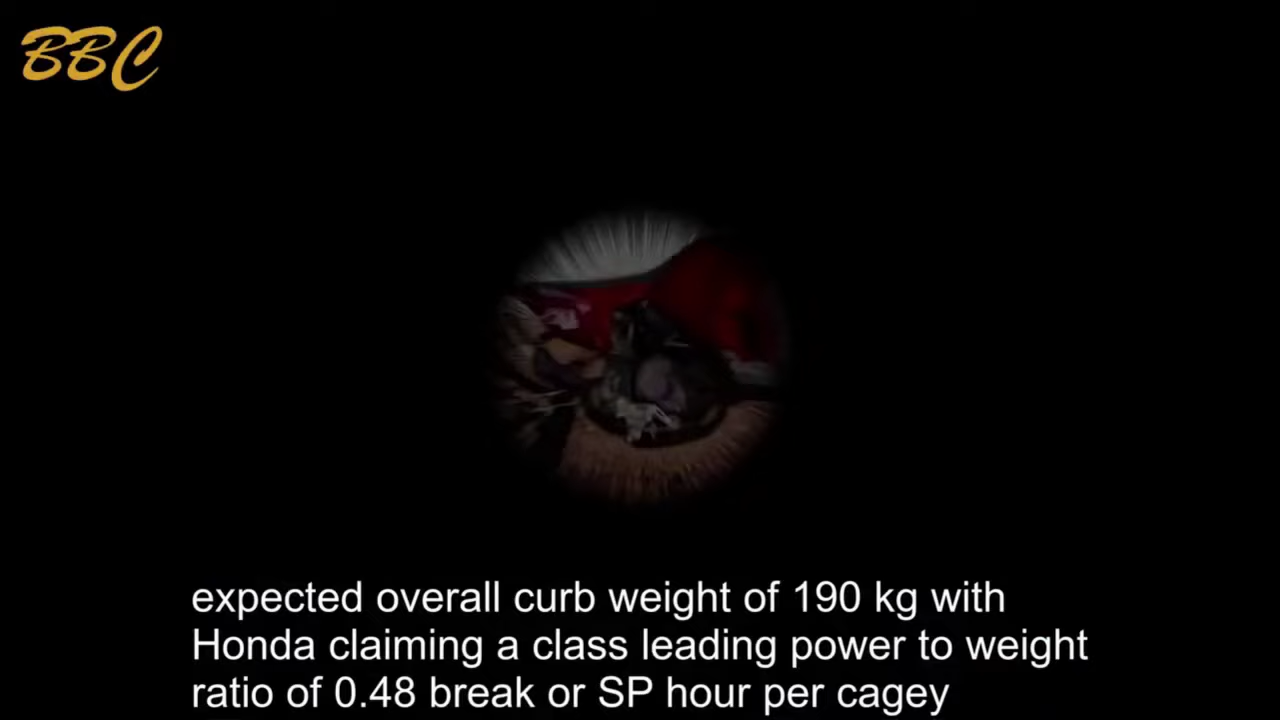 BBC
expected overall curb weight of 190 kg with
Honda claiming a class leading power to weight
ratio of 0.48 break or SP hour per cagey